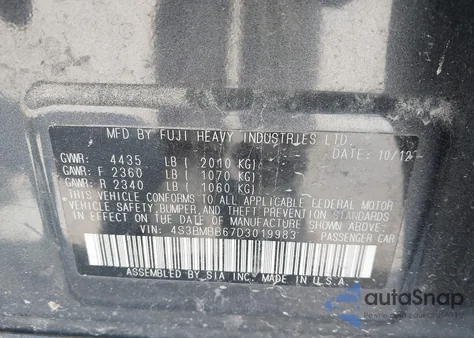 MFD BY FUJI HEAVY INDUSTRIES LTD.
DATE: 10/12
GVWR: 4435 LB ( 2010 KG)
GAWR: F 2360 LB ( 1070 KG)
GAWR: R 2340 LB ( 1060 KG)
THIS VEHICLE CONFORMS TO ALL APPLICABLE FEDERAL MOTOR
VEHICLE SAFETY, BUMPER, AND THEFT PREVENTION STANDARDS
IN EFFECT ON THE DATE OF MANUFACTURE SHOWN ABOVE.
VIN: 4S3BMBB67D3019983 PASSENGER CAR
ASSEMBLED BY SIA INC. MADE IN U.S.A.
autoSnap